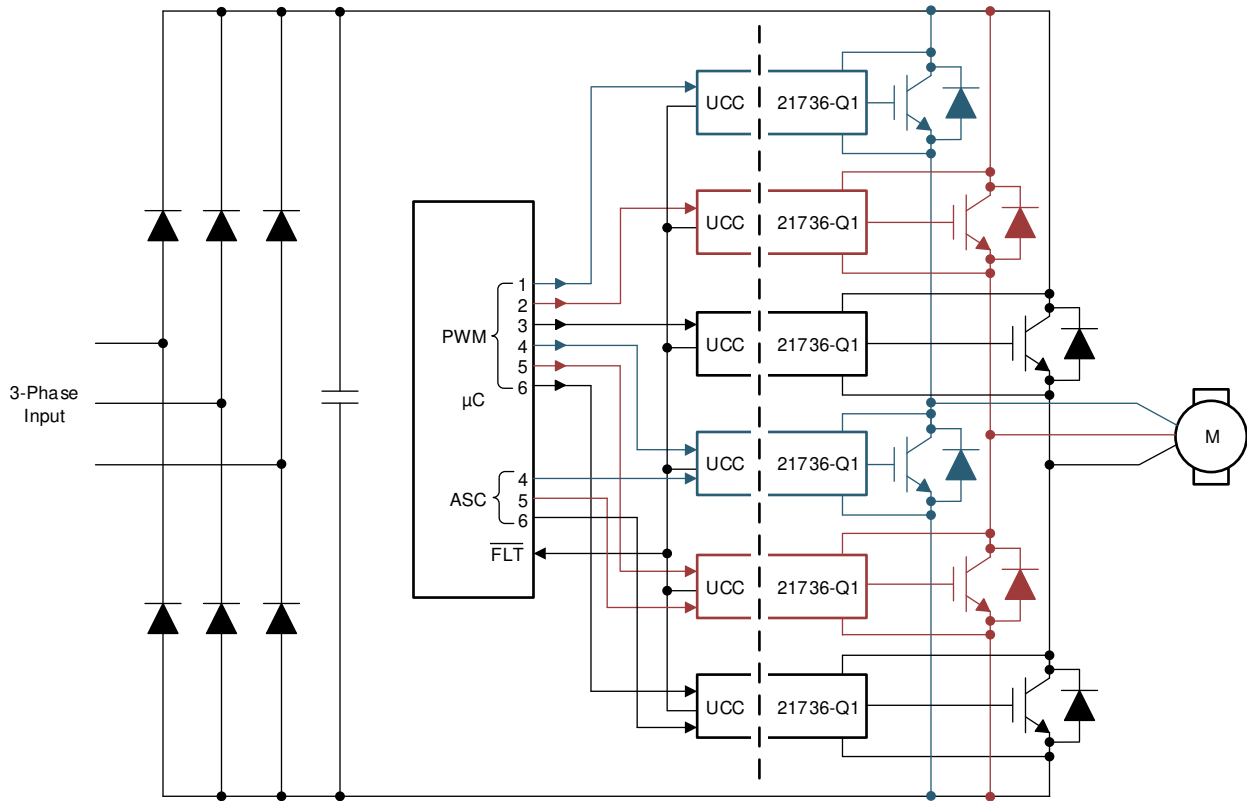 UCC 21736-Q1
UCC 21736-Q1
1
2
3
4
5
6
PWM
µC
UCC 21736-Q1
3-Phase
Input
M
UCC 21736-Q1
4
5
6
ASC
FLT
UCC 21736-Q1
UCC 21736-Q1